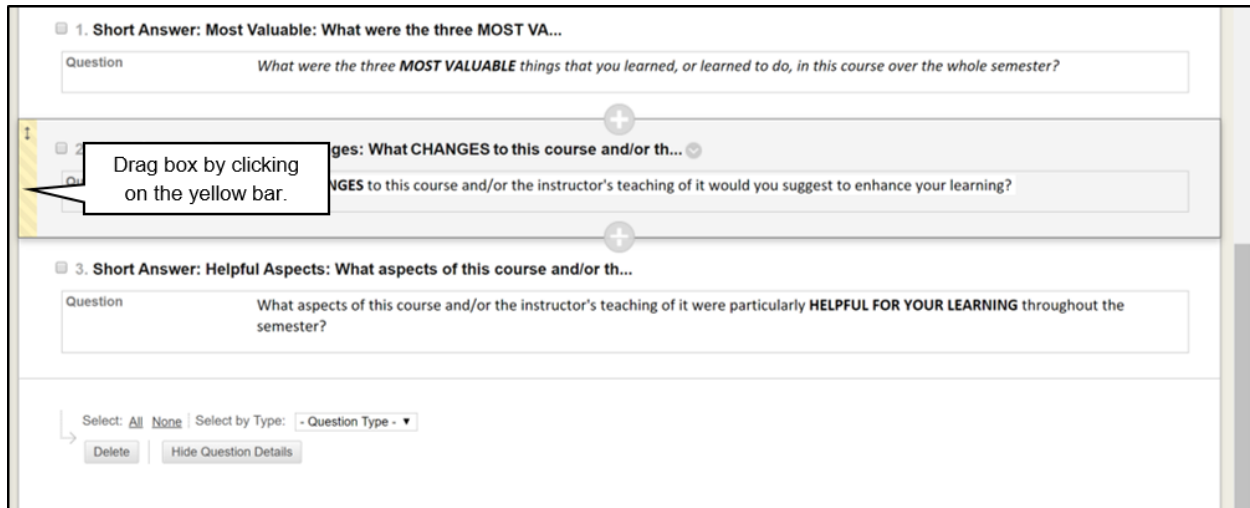 1. Short Answer: Most Valuable: What were the three MOST VA...
Question What were the three MOST VALUABLE things that you learned, or learned to do, in this course over the whole semester?
2 ges: What CHANGES to this course and/or th...
Drag box by clicking
on the yellow bar.
Qu NGES to this course and/or the instructor's teaching of it would you suggest to enhance your learning?
3. Short Answer: Helpful Aspects: What aspects of this course and/or th...
Question What aspects of this course and/or the instructor's teaching of it were particularly HELPFUL FOR YOUR LEARNING throughout the
semester?
Select: All None Select by Type: - Question Type -
Delete Hide Question Details